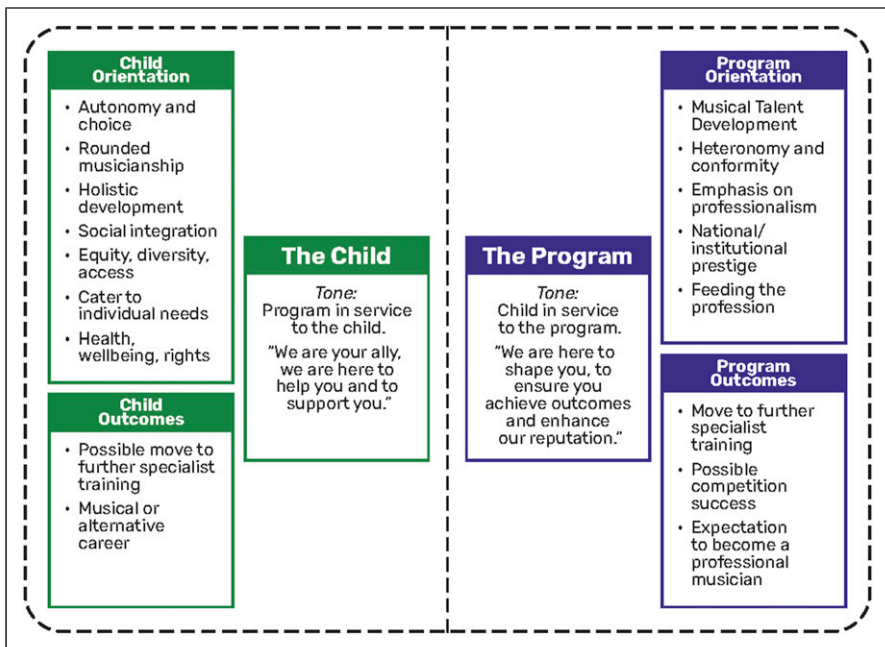 Child
Orientation
• Autonomy and
choice
• Rounded
musicianship
• Holistic
development
• Social integration
• Equity, diversity,
access
• Cater to
individual needs
• Health,
wellbeing, rights
Child
Outcomes
• Possible move to
further specialist
training
• Musical or
alternative
career
The Child
Tone:
Program in service
to the child.
"We are your ally,
we are here to
help you and to
support you."
The Program
Tone:
Child in service
to the program.
"We are here to
shape you, to
ensure you
achieve outcomes
and enhance
our reputation."
Program
Orientation
• Musical Talent
Development
• Heteronomy and
conformity
• Emphasis on
professionalism
• National/
institutional
prestige
• Feeding the
profession
Program
Outcomes
• Move to further
specialist
training
• Possible
competition
success
• Expectation
to become a
professional
musician